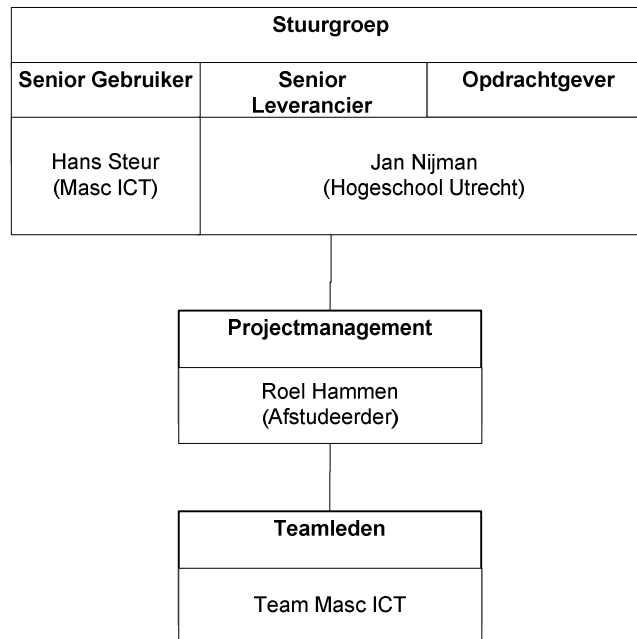 Stuurgroep
Senior Gebruiker
Senior
Leverancier
Opdrachtgever
Hans Steur
(Masc ICT)
Jan Nijman
(Hogeschool Utrecht)
Projectmanagement
Roel Hammen
(Afstudeerder)
Teamleden
Team Masc ICT